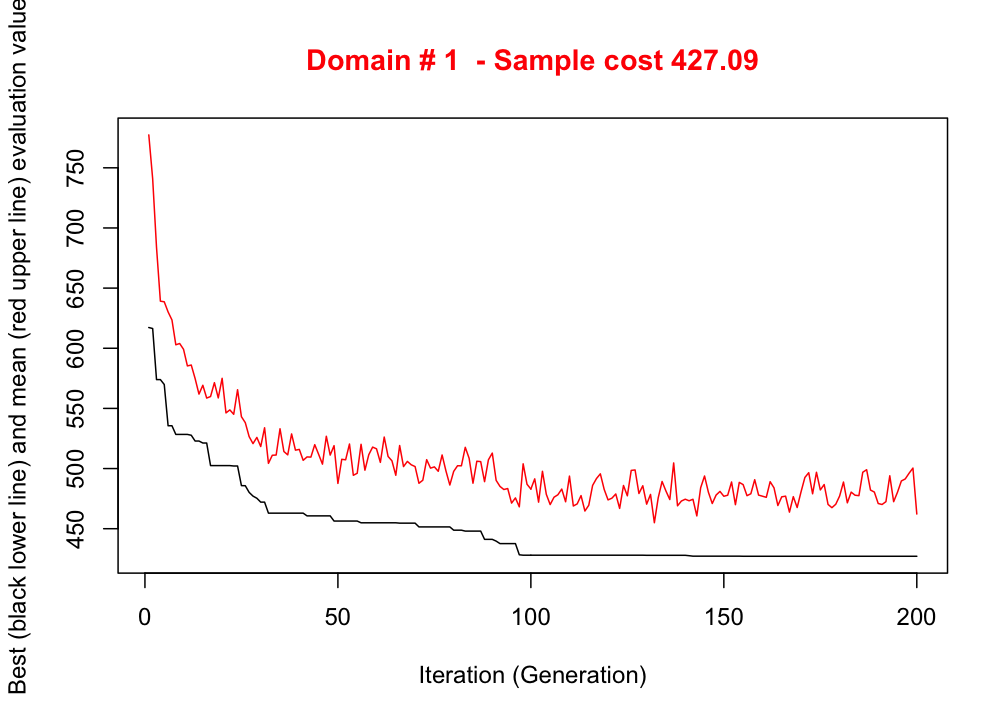 Domain # 1  - Sample cost 427.09
Best (black lower line) and mean (red upper line) evaluation value
750
700
650
600
550
500
450
0 50 100 150 200
Iteration (Generation)